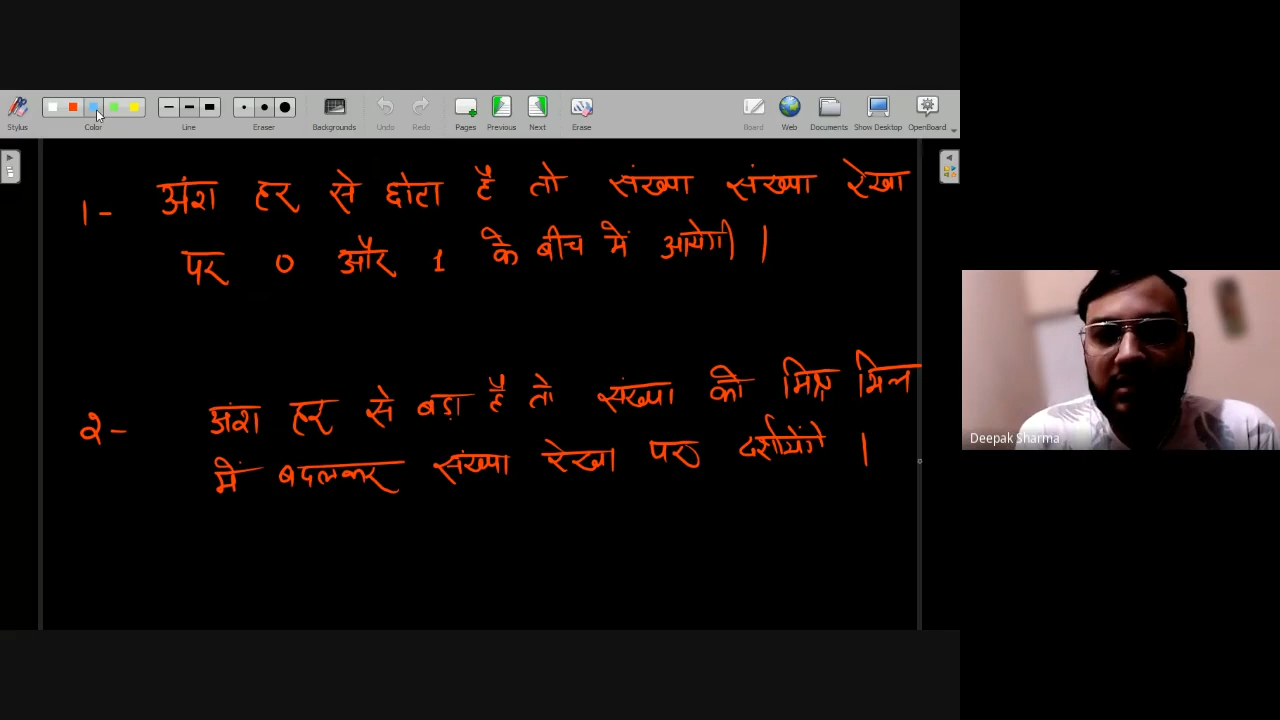 Stylus
Color
Line
Eraser
Backgrounds
Undo
Redo
Pages
Previous
Next
Erase
Board
Web
Documents
Show Desktop
OpenBoard
1- अंश हर से छोटा है तो संख्या संख्या रेखा
पर 0 और 1 के बीच में आयेगी |
२- अंश हर से बड़ा है तो संख्या को मिश्र भिन्न
में बदलकर संख्या रेखा पर दर्शायेंगे |
Deepak Sharma